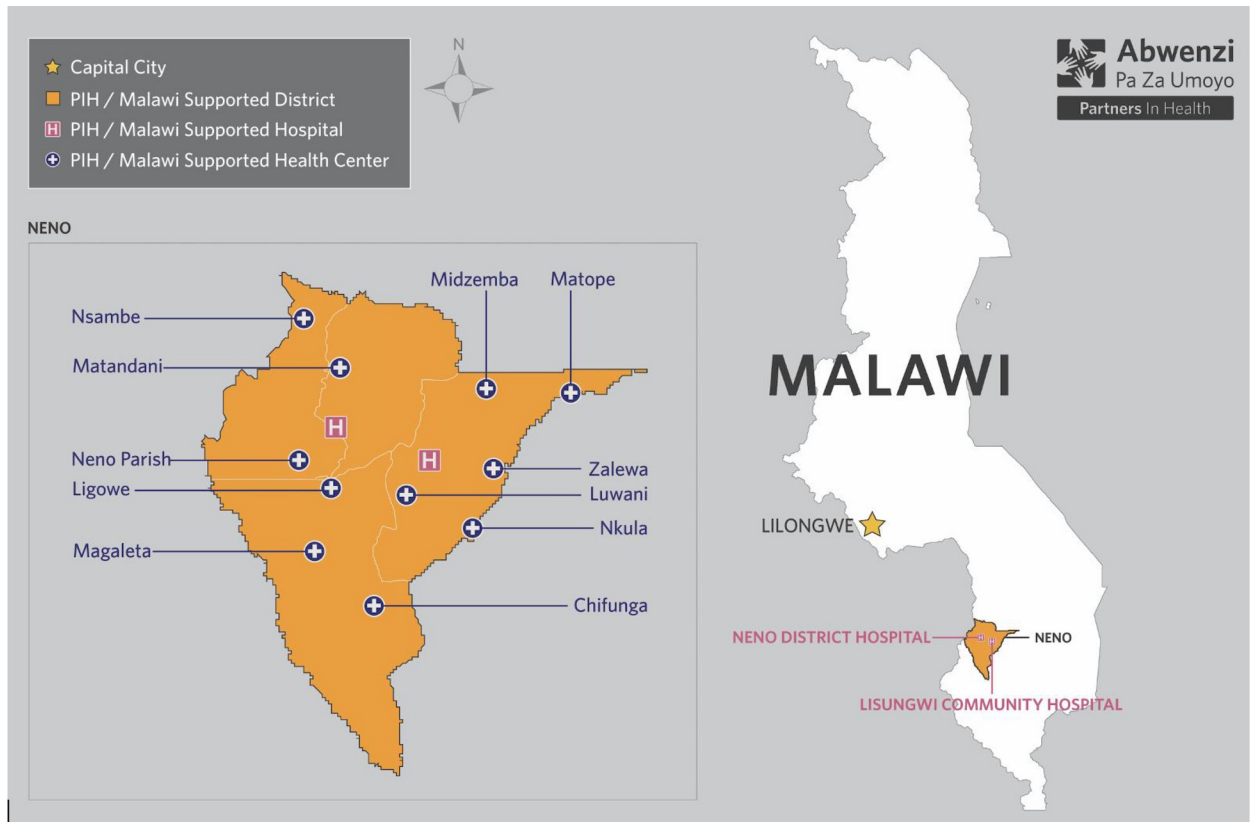 Capital City
PIH / Malawi Supported District
H PIH / Malawi Supported Hospital
PIH / Malawi Supported Health Center
N
Abwenzi
Pa Za Umoyo
Partners In Health
NENO
Midzemba
Matope
Nsambe
Matandani
H
H
Neno Parish
Ligowe
Zalewa
Luwani
Nkula
Magaleta
Chifunga
MALAWI
LILONGWE
NENO DISTRICT HOSPITAL
H
H
NENO
LISUNGWI COMMUNITY HOSPITAL